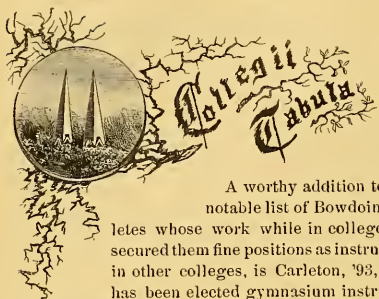 Collegii
Tabula
A worthy addition to
notable list of Bowdoin
letes whose work while in college
secured them fine positions as instru
in other colleges, is Carleton, '93,
has been elected gymnasium instr